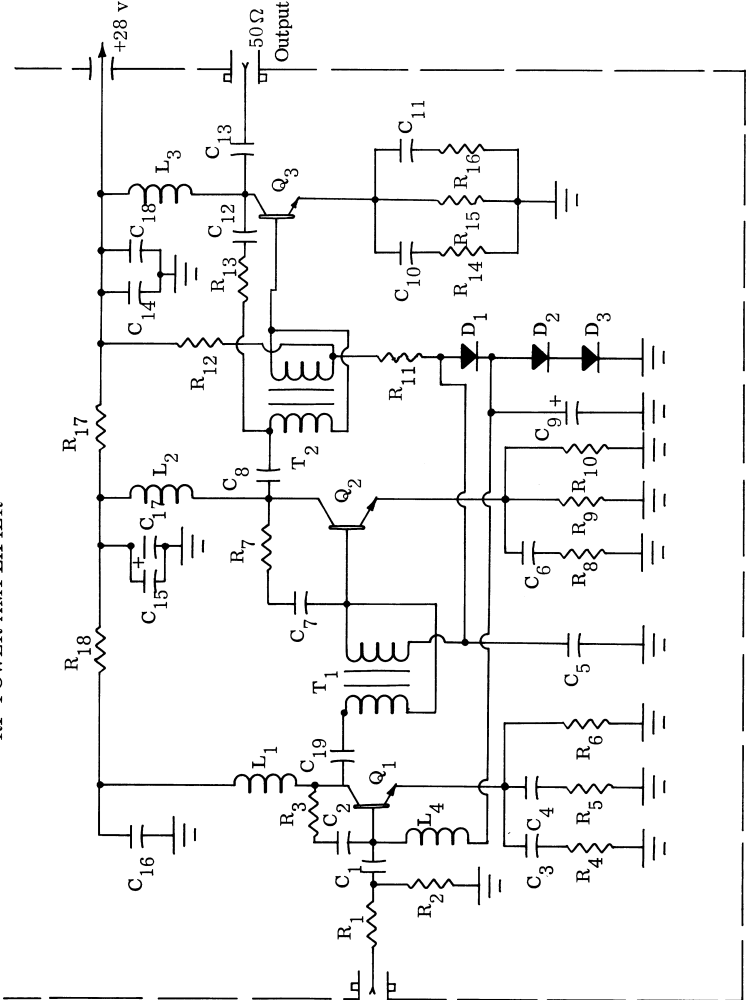 RF POWER AMPLIFIER
+28 v
50 Ω
Output
C13
L3
C18
C14
C12
R13
Q3
C11
R16
R15
C10
R14
R12
R17
L2
C17
+
C15
R18
C8
T2
R7
Q2
C7
R11
D1
D2
D3
C9
+
R10
R9
C6
R8
T1
C5
C19
L1
R3
C2
Q1
L4
R6
C4
R5
C3
R4
C16
C1
R1
R2